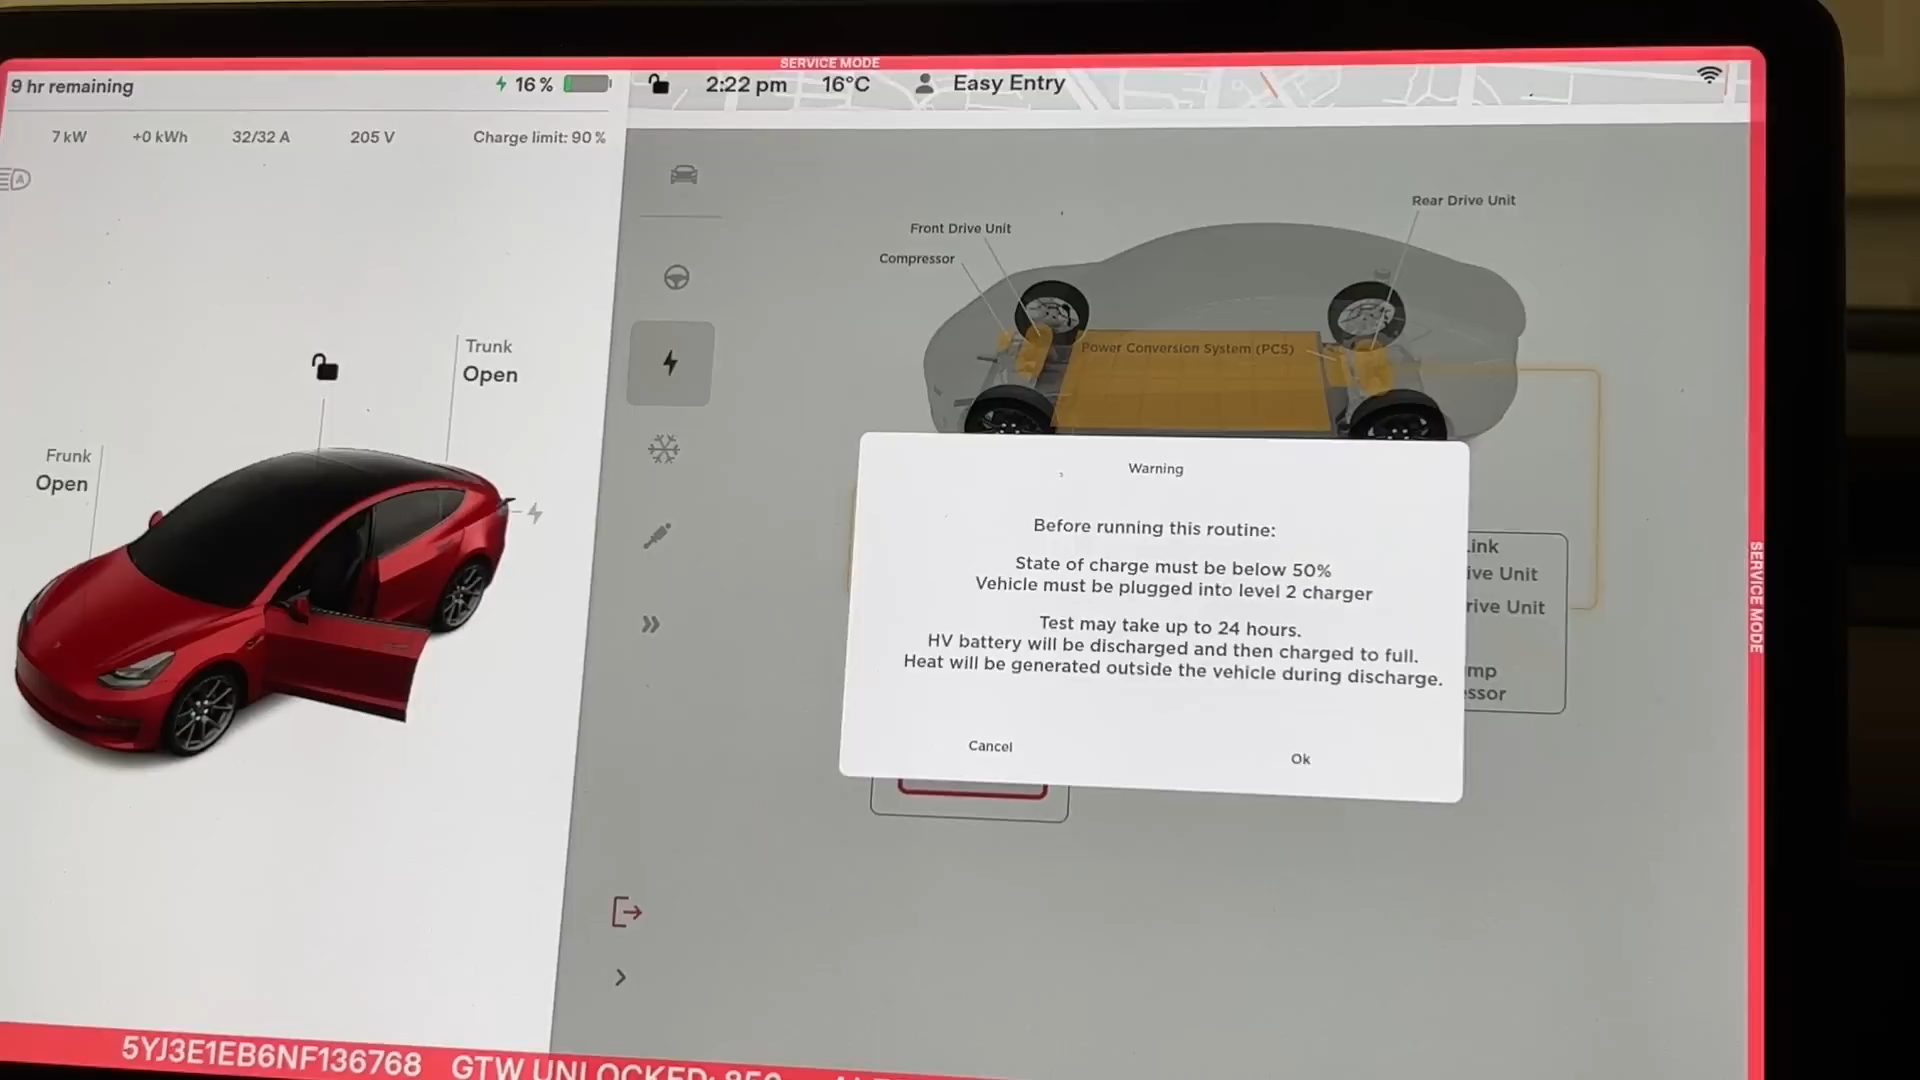 SERVICE MODE
9 hr remaining
16 %
2:22 pm
16°C
Easy Entry
7 kW
+0 kWh
32/32 A
205 V
Charge limit: 90 %
Rear Drive Unit
Front Drive Unit
Compressor
Power Conversion System (PCS)
Trunk
Open
Frunk
Open
Warning
Before running this routine:
State of charge must be below 50%
Vehicle must be plugged into level 2 charger
Test may take up to 24 hours.
HV battery will be discharged and then charged to full.
Heat will be generated outside the vehicle during discharge.
Cancel
Ok
ive Unit
rive Unit
mp
ssor
SERVICE MODE
5YJ3E1EB6NF136768
GTW UNLOCKED: